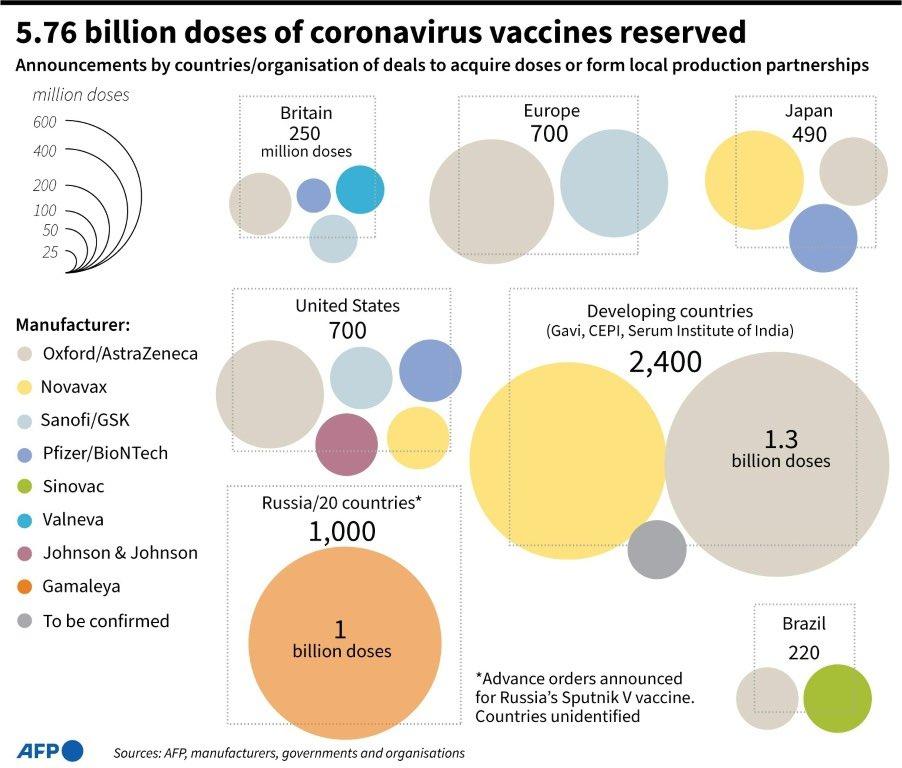 5.76 billion doses of coronavirus vaccines reserved
Announcements by countries/organisation of deals to acquire doses or form local production partnerships
million doses
600
400
200
100
50
25
Britain
250
million doses
Europe
700
Japan
490
Manufacturer:
Oxford/AstraZeneca
Novavax
Sanofi/GSK
Pfizer/BioNTech
Sinovac
Valneva
Johnson & Johnson
Gamaleya
To be confirmed
United States
700
Developing countries
(Gavi, CEPI, Serum Institute of India)
2,400
1.3
billion doses
Russia/20 countries*
1,000
1
billion doses
*Advance orders announced
for Russia's Sputnik V vaccine.
Countries unidentified
Brazil
220
AFP
Sources: AFP, manufacturers, governments and organisations